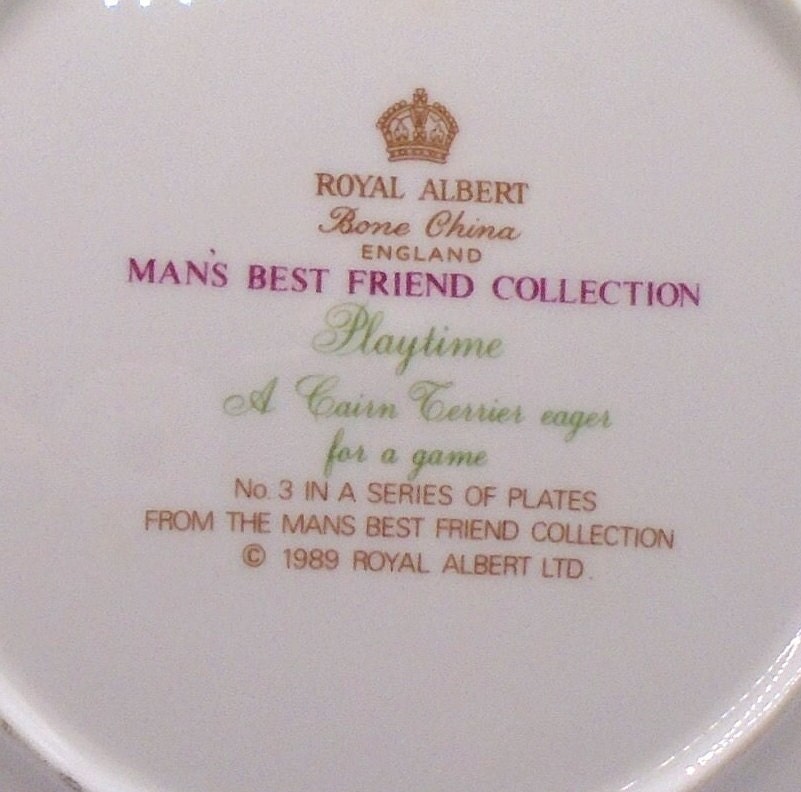 ROYAL ALBERT
Bone China
ENGLAND
MAN'S BEST FRIEND COLLECTION
Playtime
A Cairn Terrier eager
for a game
No. 3 IN A SERIES OF PLATES
FROM THE MANS BEST FRIEND COLLECTION
© 1989 ROYAL ALBERT LTD.